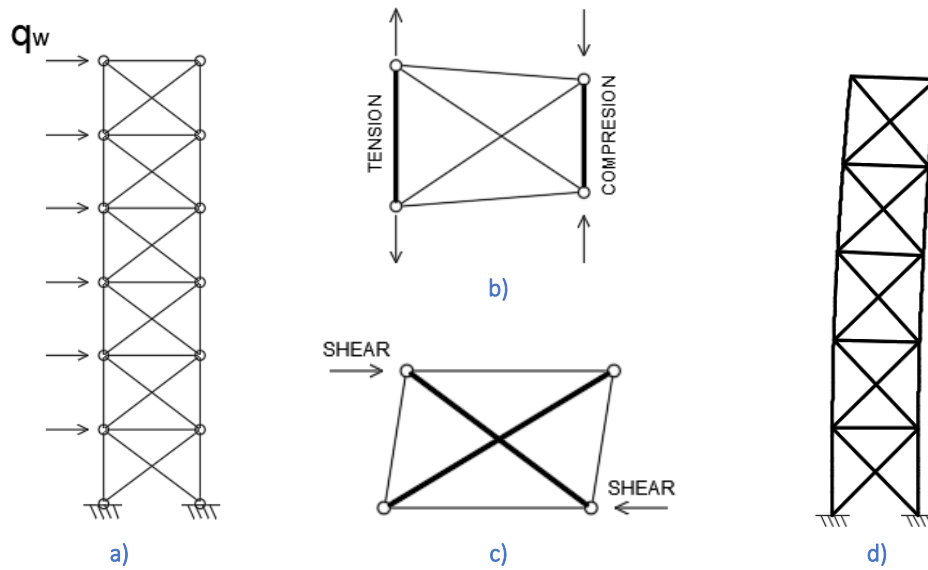 qw
TENSION
COMPRESION
b)
SHEAR
SHEAR
a)
c)
d)